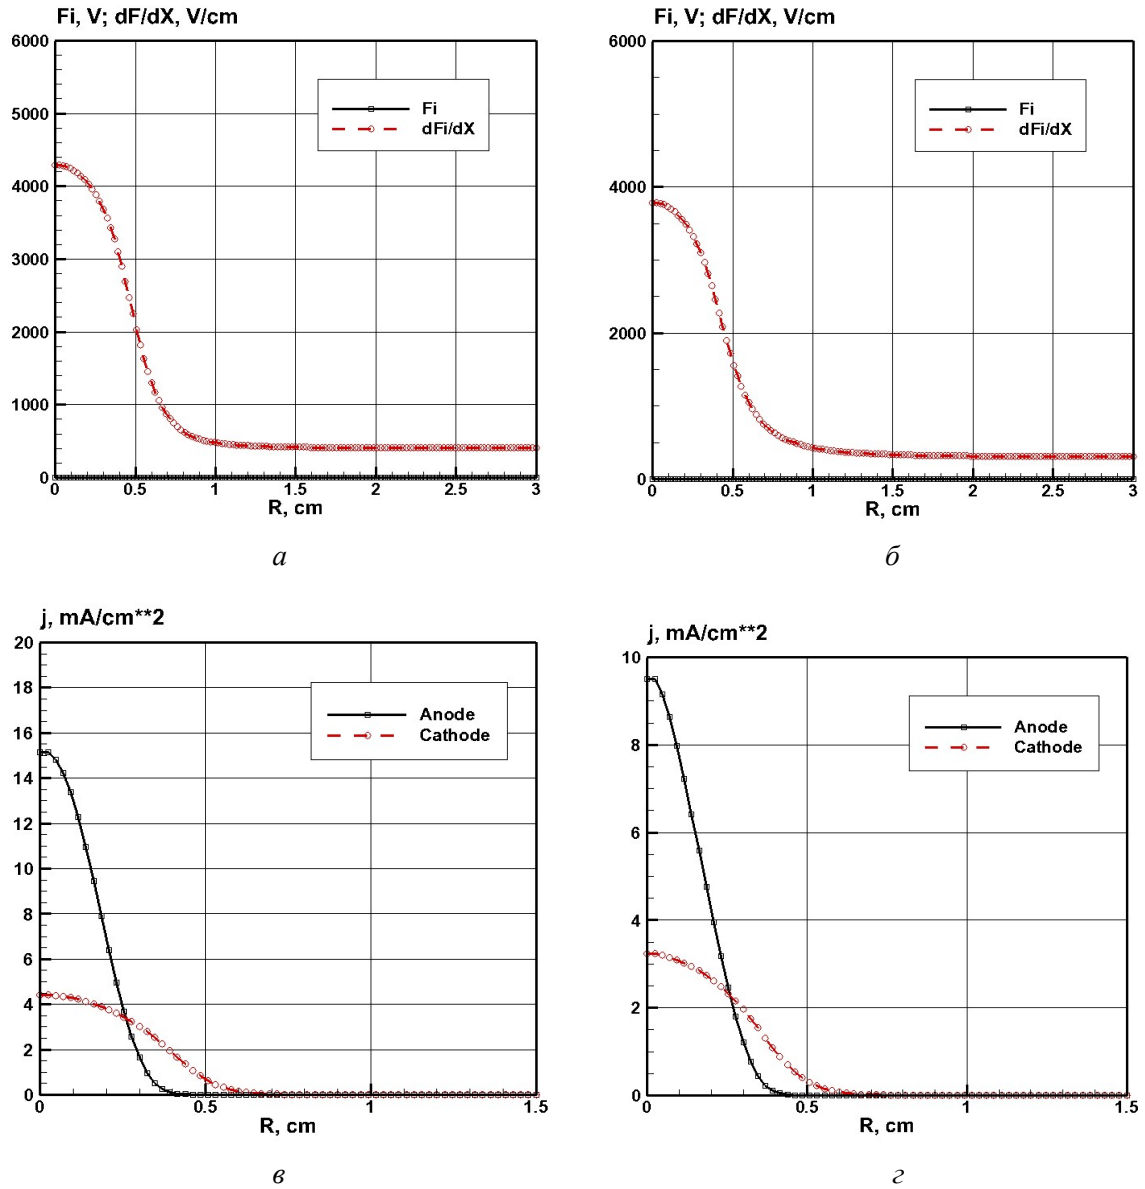 Fi, V; dF/dX, V/cm
6000
5000
4000
3000
2000
1000
0
Fi
dFi/dX
0 0.5 1 1.5 2 2.5 3
R, cm
а
Fi, V; dF/dX, V/cm
6000
4000
2000
0
Fi
dFi/dX
0 0.5 1 1.5 2 2.5 3
R, cm
б
j, mA/cm**2
20
18
16
14
12
10
8
6
4
2
0
Anode
Cathode
0 0.5 1 1.5
R, cm
в
j, mA/cm**2
10
8
6
4
2
0
Anode
Cathode
0 0.5 1 1.5
R, cm
г